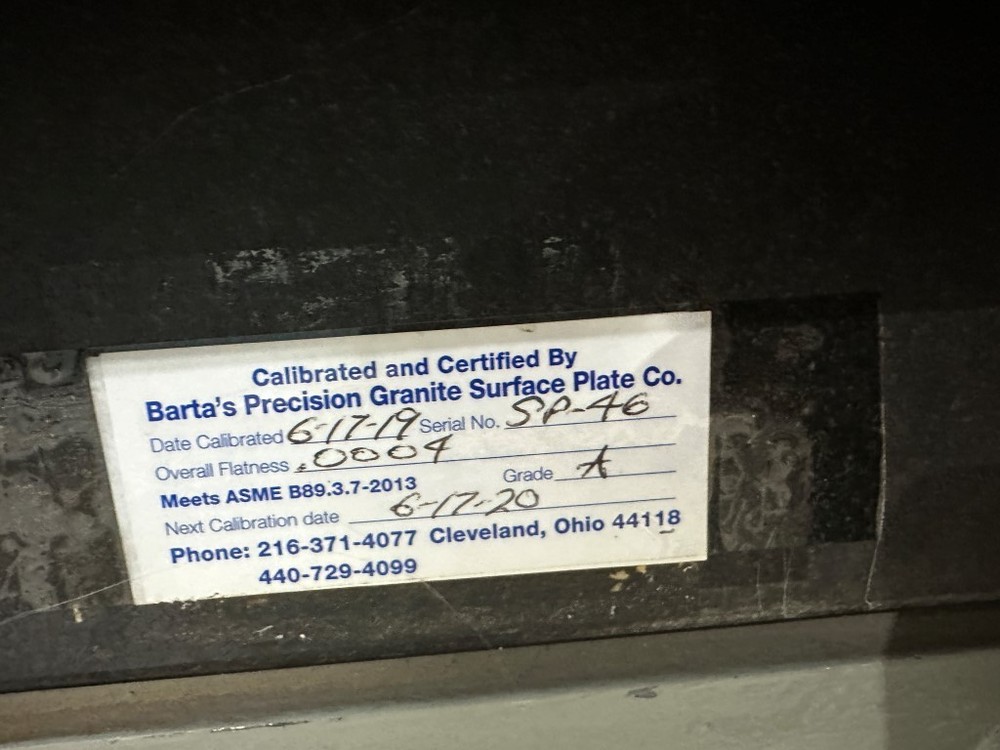 Calibrated and Certified By
Barta's Precision Granite Surface Plate Co.
Date Calibrated 6-17-19 Serial No. SP-46
Overall Flatness .0004
Meets ASME B89.3.7-2013 Grade A
Next Calibration date 6-17-20
Phone: 216-371-4077 Cleveland, Ohio 44118
440-729-4099